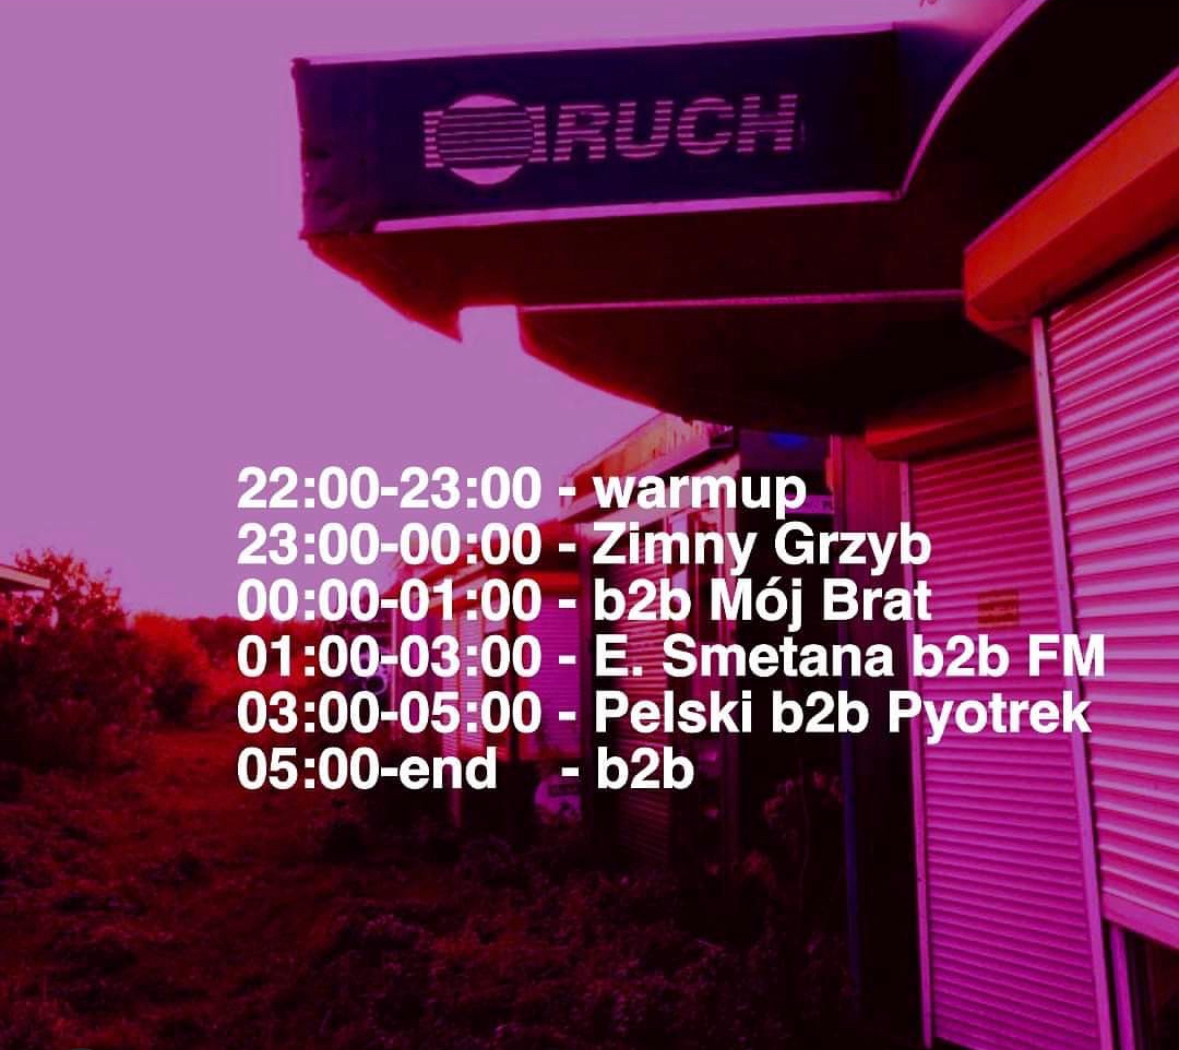 RUCH
22:00-23:00 - warmup
23:00-00:00 - Zimny Grzyb
00:00-01:00 - b2b Mój Brat
01:00-03:00 - E. Smetana b2b FM
03:00-05:00 - Pelski b2b Pyotrek
05:00-end - b2b